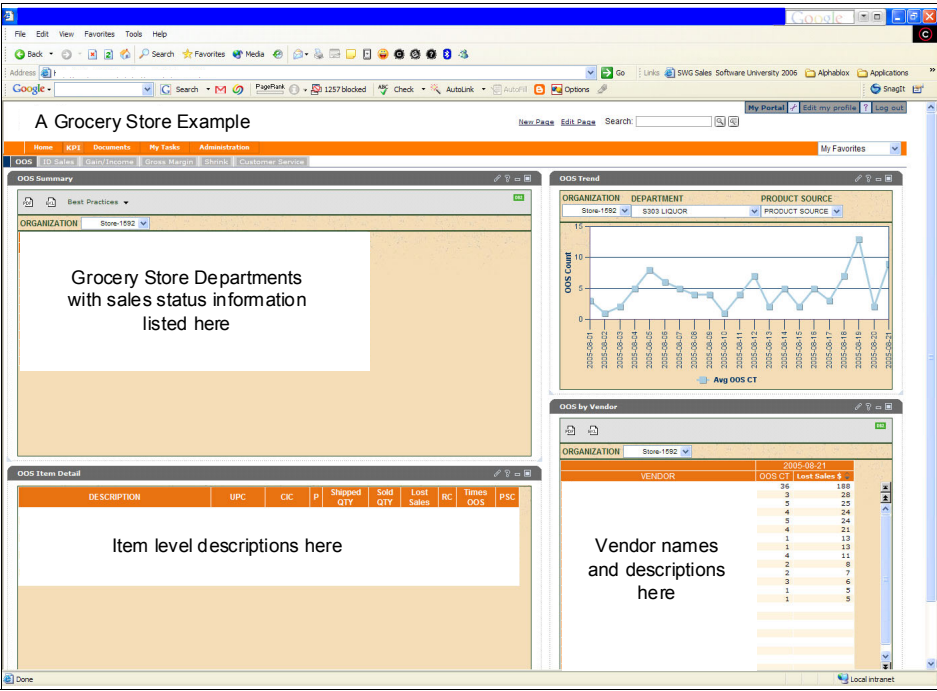 Google
File Edit View Favorites Tools Help
Back Search Favorites Media
Address Go Links SWG Sales Software University 2006 Alphablox Applications »
Google Search PageRank 1257 blocked Check AutoLink AutoFill Options SnagIt
My Portal Edit my profile ? Log out
A Grocery Store Example
New Page Edit Page Search:
Home KPI Documents My Tasks Administration My Favorites
OOS ID Sales Gain/Income Gross Margin Shrink Customer Service
OOS Summary
Best Practices
ORGANIZATION Store-1592
Grocery Store Departments
with sales status information
listed here
OOS Trend
ORGANIZATION DEPARTMENT PRODUCT SOURCE
Store-1592 S303 LIQUOR PRODUCT SOURCE
OOS Count
15
10
5
0
2005-08-01
2005-08-02
2005-08-03
2005-08-04
2005-08-05
2005-08-06
2005-08-07
2005-08-08
2005-08-09
2005-08-10
2005-08-11
2005-08-12
2005-08-13
2005-08-14
2005-08-15
2005-08-16
2005-08-17
2005-08-18
2005-08-19
2005-08-20
2005-08-21
Avg OOS CT
OOS Item Detail
DESCRIPTION UPC CIC P Shipped QTY Sold QTY Lost Sales RC Times OOS PSC
Item level descriptions here
OOS by Vendor
ORGANIZATION Store-1592
2005-08-21
VENDOR OOS CT Lost Sales $
36 188
3 28
5 25
4 24
5 24
4 21
1 13
1 13
4 11
2 8
2 7
3 6
1 5
1 5
Vendor names
and descriptions
here
Done Local intranet